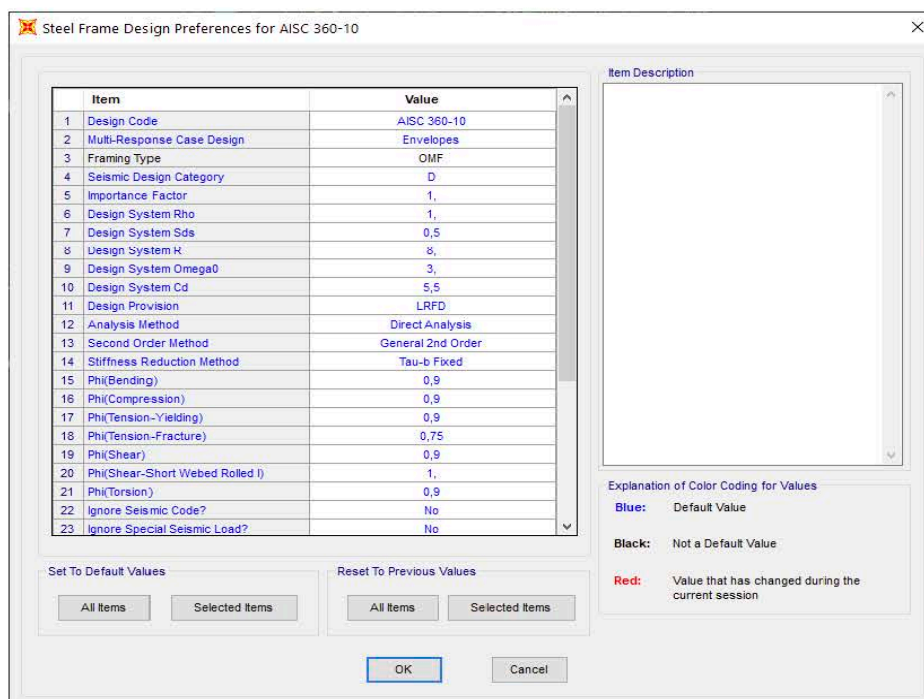 Steel Frame Design Preferences for AISC 360-10
Item Value
1 Design Code AISC 360-10
2 Multi-Response Case Design Envelopes
3 Framing Type OMF
4 Seismic Design Category D
5 Importance Factor 1,
6 Design System Rho 1,
7 Design System Sds 0,5
8 Design System R 8,
9 Design System Omega0 3,
10 Design System Cd 5,5
11 Design Provision LRFD
12 Analysis Method Direct Analysis
13 Second Order Method General 2nd Order
14 Stiffness Reduction Method Tau-b Fixed
15 Phi(Bending) 0,9
16 Phi(Compression) 0,9
17 Phi(Tension-Yielding) 0,9
18 Phi(Tension-Fracture) 0,75
19 Phi(Shear) 0,9
20 Phi(Shear-Short Webed Rolled I) 1,
21 Phi(Torsion) 0,9
22 Ignore Seismic Code? No
23 Ignore Special Seismic Load? No
Set To Default Values
All Items Selected Items
Reset To Previous Values
All Items Selected Items
Item Description
Explanation of Color Coding for Values
Blue: Default Value
Black: Not a Default Value
Red: Value that has changed during the
current session
OK Cancel